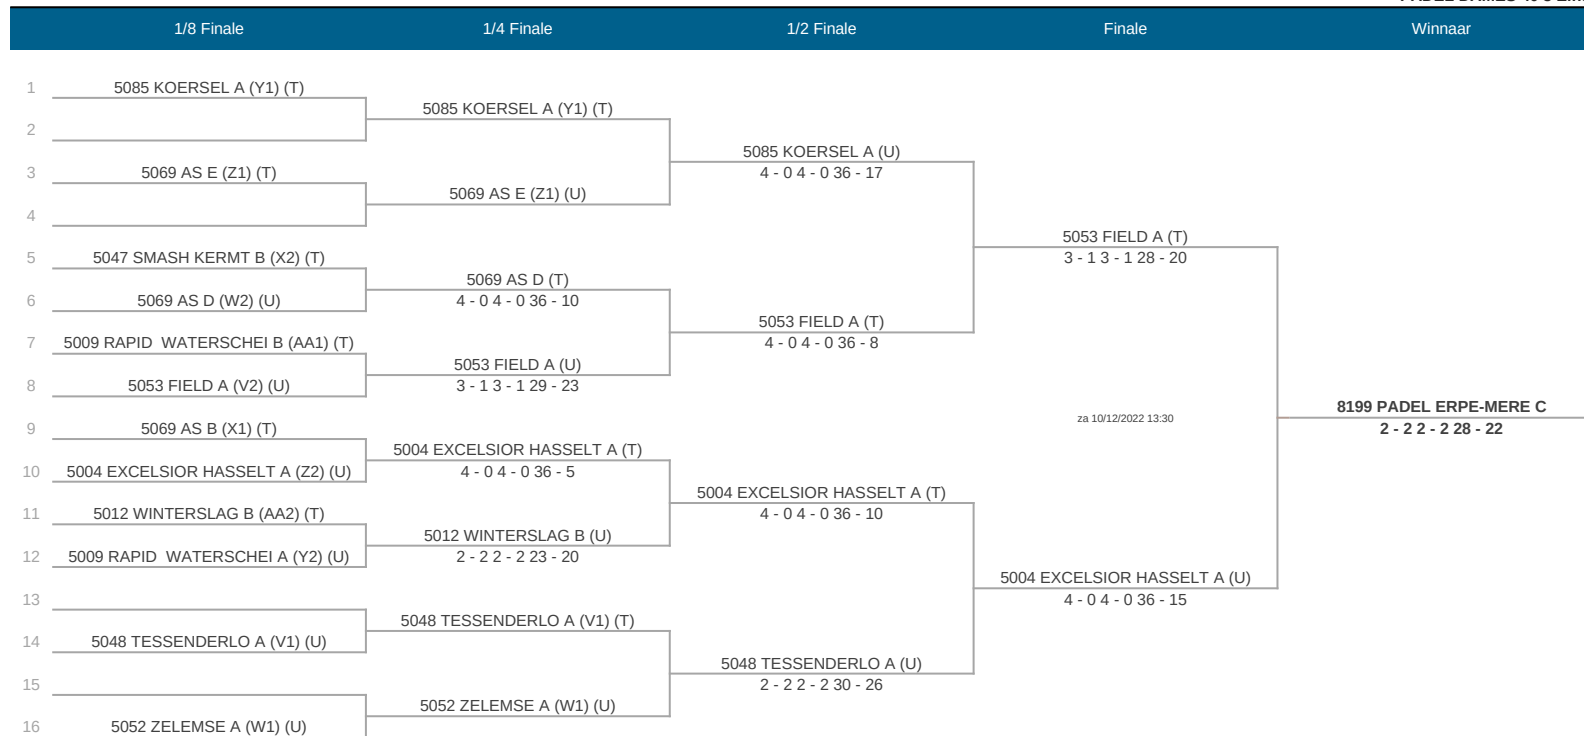 1/8 Finale 1/4 Finale 1/2 Finale Finale Winnaar
1 5085 KOERSEL A (Y1) (T)
5085 KOERSEL A (Y1) (T)
2
5085 KOERSEL A (U)
3 5069 AS E (Z1) (T) 4 - 0 4 - 0 36 - 17
5069 AS E (Z1) (U)
4
5053 FIELD A (T)
5 5047 SMASH KERMT B (X2) (T) 3 - 1 3 - 1 28 - 20
5069 AS D (T)
6 5069 AS D (W2) (U) 4 - 0 4 - 0 36 - 10
5053 FIELD A (T)
7 5009 RAPID  WATERSCHEI B (AA1) (T) 4 - 0 4 - 0 36 - 8
5053 FIELD A (U)
8 5053 FIELD A (V2) (U) 3 - 1 3 - 1 29 - 23
8199 PADEL ERPE-MERE C
za 10/12/2022 13:30
9 5069 AS B (X1) (T) 2 - 2 2 - 2 28 - 22
5004 EXCELSIOR HASSELT A (T)
10 5004 EXCELSIOR HASSELT A (Z2) (U) 4 - 0 4 - 0 36 - 5
5004 EXCELSIOR HASSELT A (T)
11 5012 WINTERSLAG B (AA2) (T) 4 - 0 4 - 0 36 - 10
5012 WINTERSLAG B (U)
12 5009 RAPID  WATERSCHEI A (Y2) (U) 2 - 2 2 - 2 23 - 20
5004 EXCELSIOR HASSELT A (U)
13 4 - 0 4 - 0 36 - 15
5048 TESSENDERLO A (V1) (T)
14 5048 TESSENDERLO A (V1) (U)
5048 TESSENDERLO A (U)
15 2 - 2 2 - 2 30 - 26
5052 ZELEMSE A (W1) (U)
16 5052 ZELEMSE A (W1) (U)